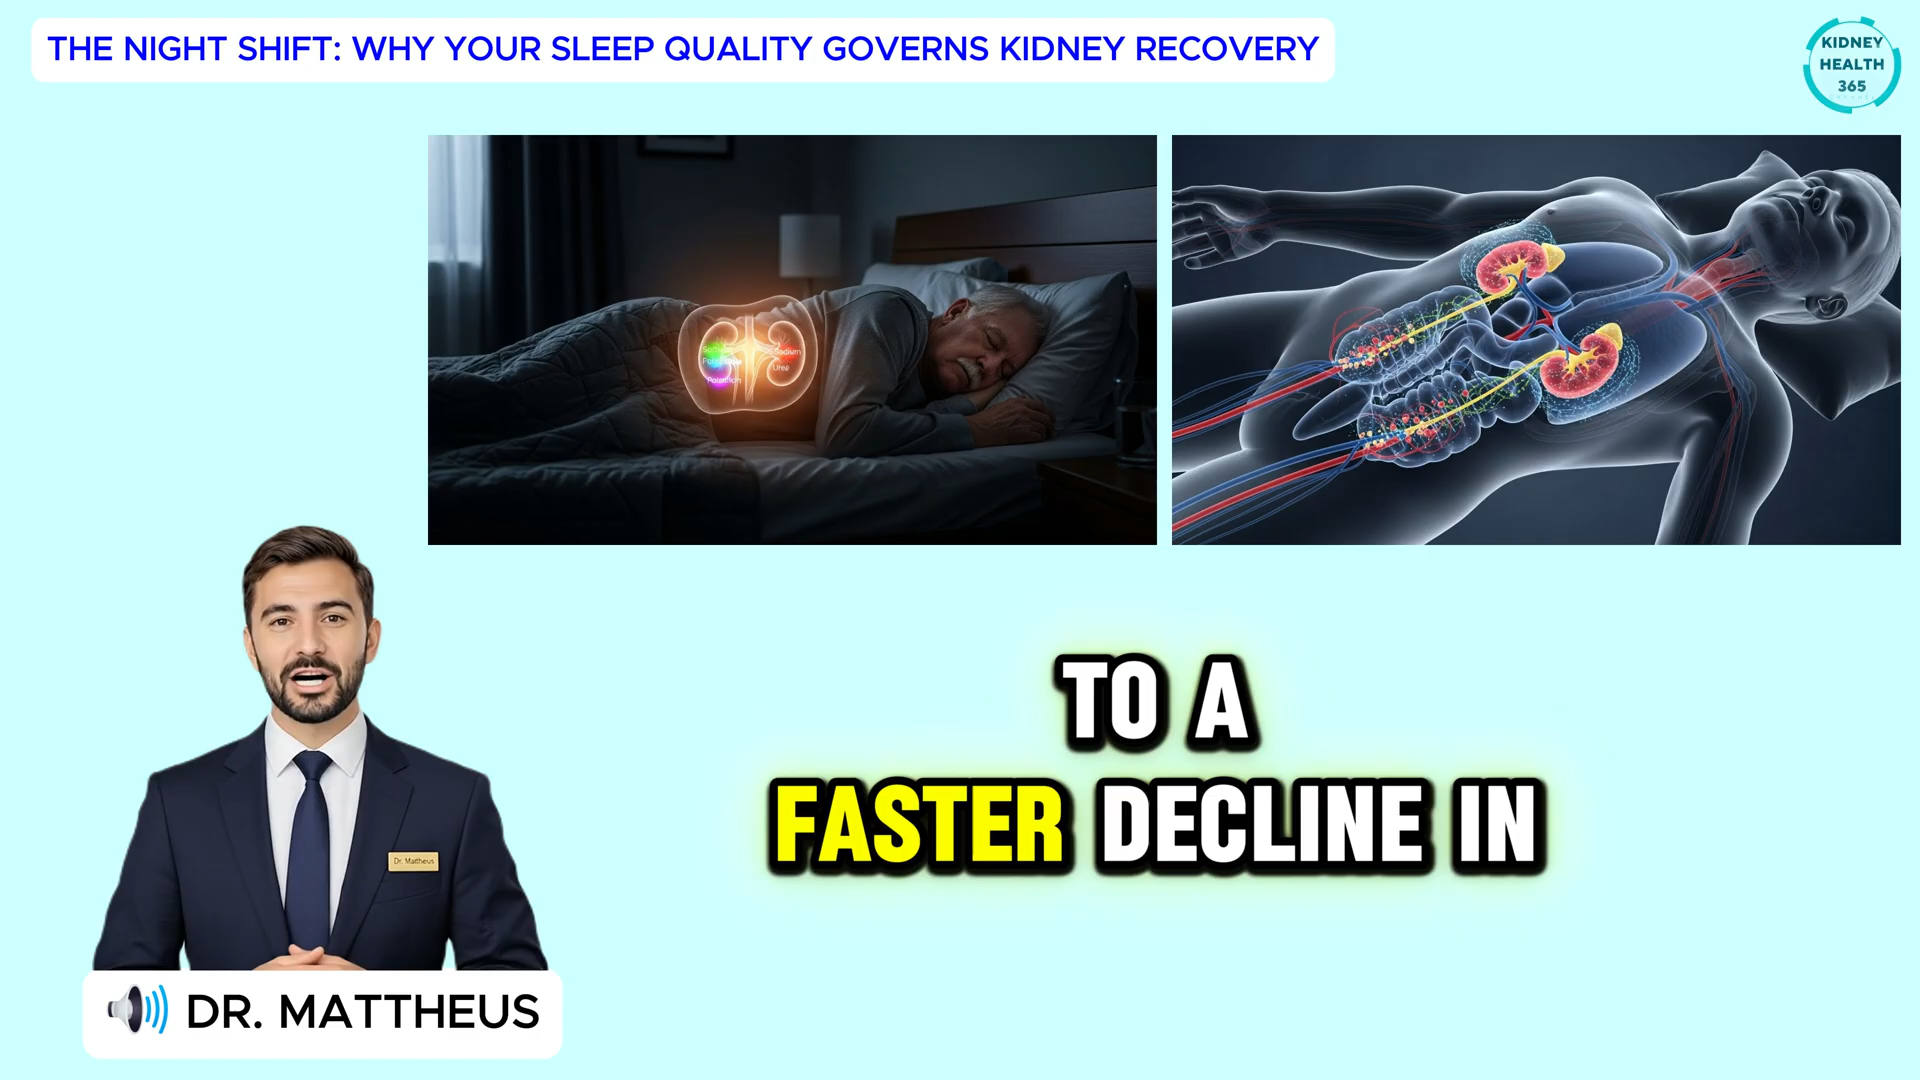 THE NIGHT SHIFT: WHY YOUR SLEEP QUALITY GOVERNS KIDNEY RECOVERY
KIDNEY
HEALTH
365
Urea
TO A
FASTER DECLINE IN
Dr. Mattheus
DR. MATTHEUS